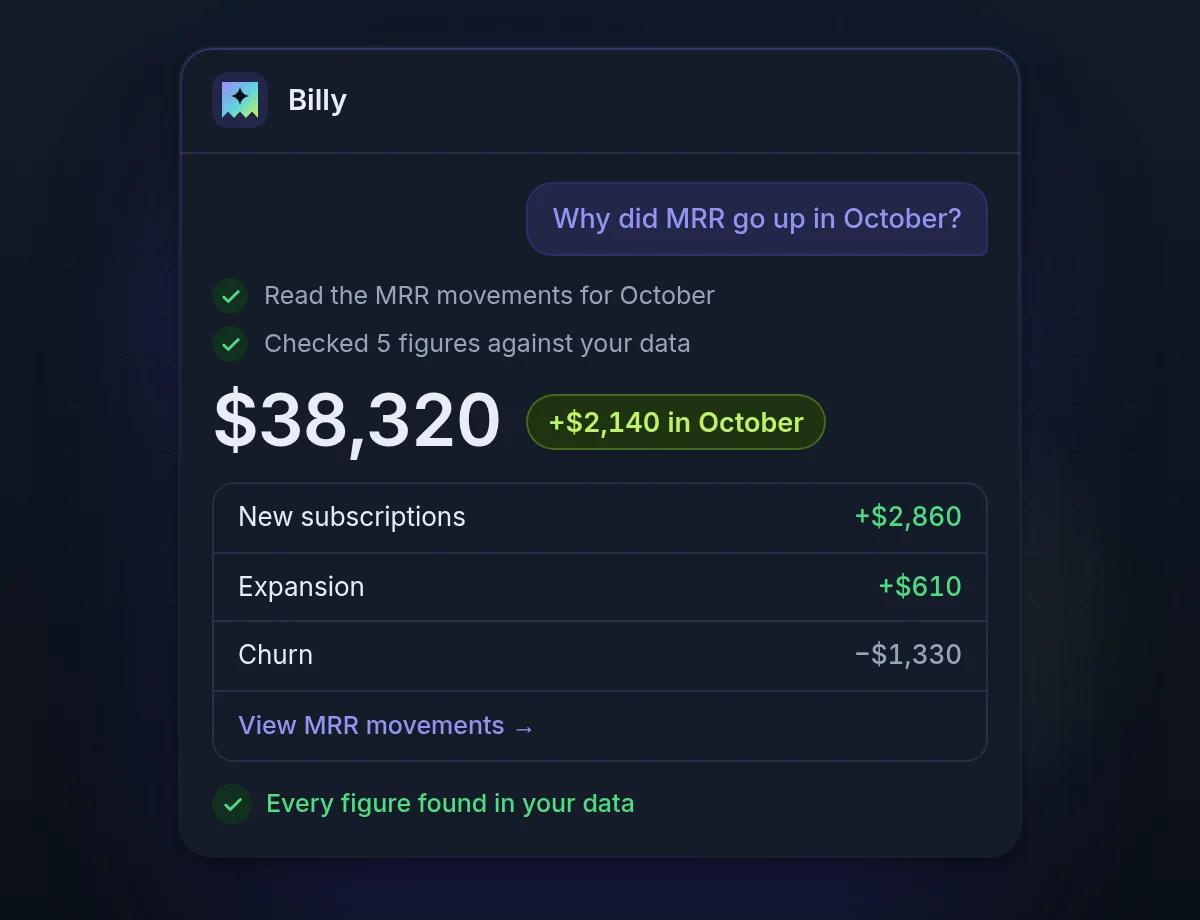 Billy
Why did MRR go up in October?
Read the MRR movements for October
Checked 5 figures against your data
$38,320 +$2,140 in October
New subscriptions +$2,860
Expansion +$610
Churn −$1,330
View MRR movements →
Every figure found in your data